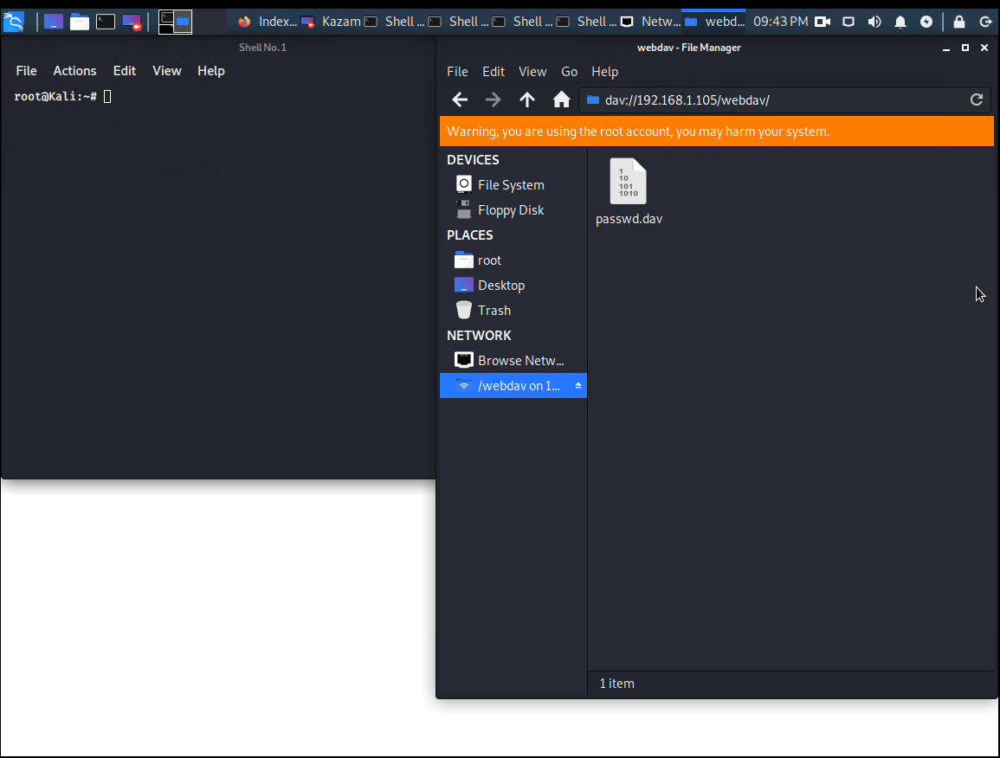 Index... Kazam Shell ... Shell ... Shell ... Shell ... Netw... webd... 09:43 PM
Shell No. 1
File Actions Edit View Help
root@Kali:~#
webdav - File Manager
File Edit View Go Help
dav://192.168.1.105/webdav/
Warning, you are using the root account, you may harm your system.
DEVICES
File System
Floppy Disk
PLACES
root
Desktop
Trash
NETWORK
Browse Netw...
/webdav on 1...
1
10
101
1010
passwd.dav
1 item